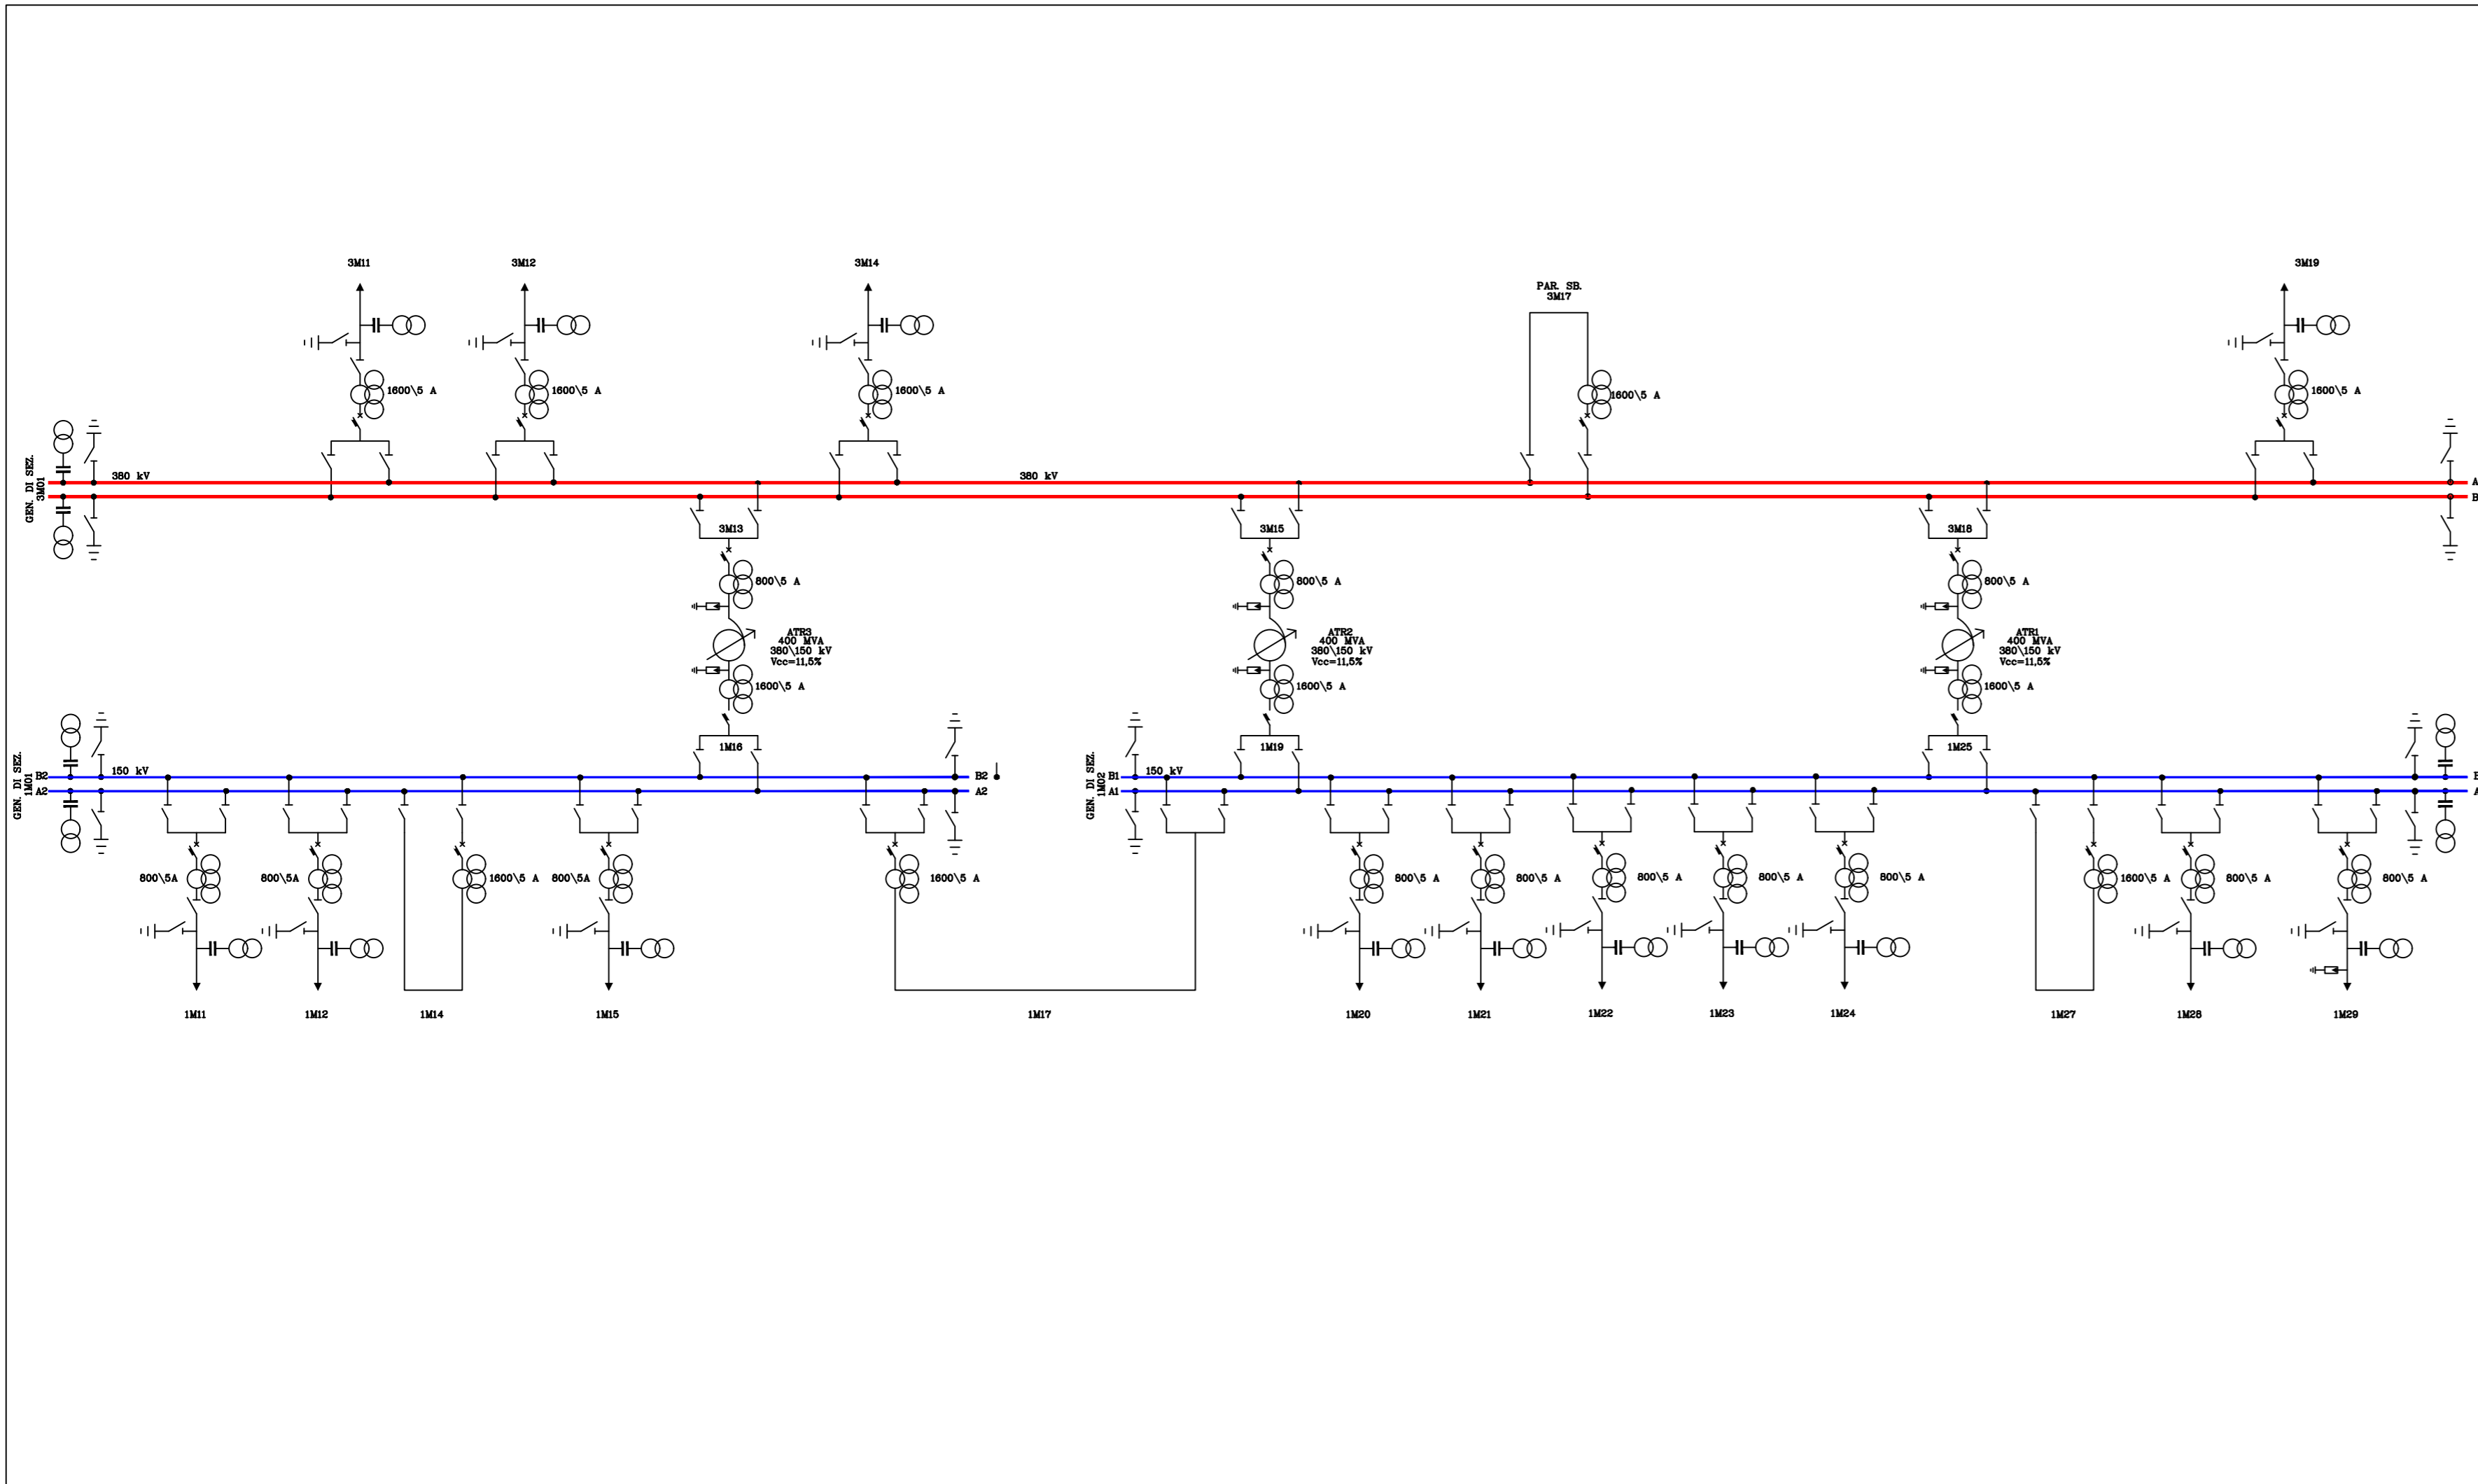 3M11
3M12
3M14
PAR. SB.
3M17
3M19
1600\5 A
1600\5 A
1600\5 A
1600\5 A
1600\5 A
GEN. DI SEZ.
3M01
380 kV
380 kV
A
B
3M13
3M15
3M18
800\5 A
800\5 A
800\5 A
ATR3
400 MVA
380\150 kV
Vcc=11,5%
ATR2
400 MVA
380\150 kV
Vcc=11,5%
ATR1
400 MVA
380\150 kV
Vcc=11,5%
1600\5 A
1600\5 A
1600\5 A
1M16
1M19
1M25
GEN. DI SEZ.
1M01
B2
A2
150 kV
B2
A2
GEN. DI SEZ.
1M02
B1
A1
150 kV
800\5A
800\5A
1600\5 A
800\5A
1600\5 A
800\5 A
800\5 A
800\5 A
800\5 A
800\5 A
1600\5 A
800\5 A
800\5 A
1M11
1M12
1M14
1M15
1M17
1M20
1M21
1M22
1M23
1M24
1M27
1M28
1M29